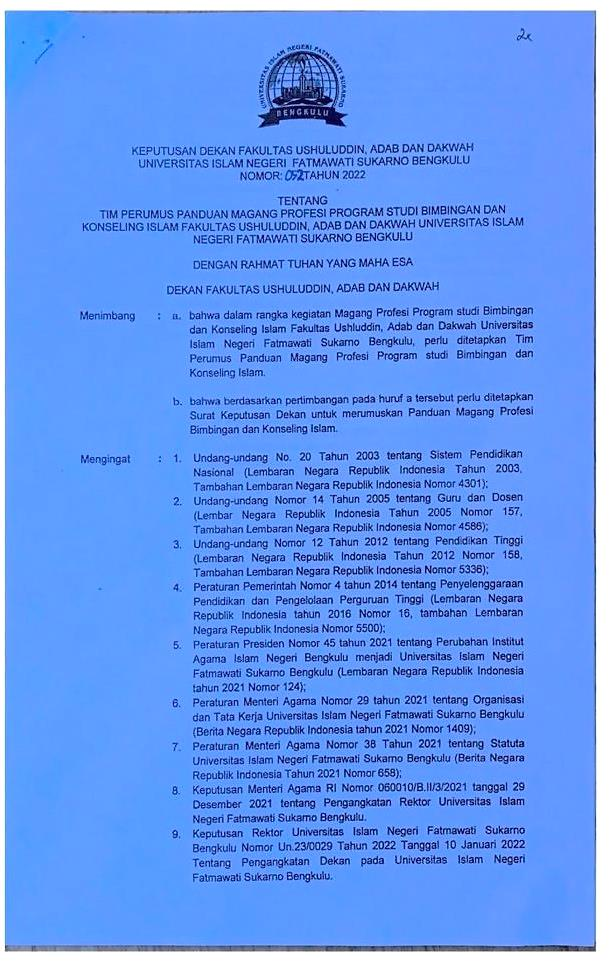 2x
UNIVERSITAS ISLAM NEGERI FATMAWATI SUKARNO
BENGKULU
KEPUTUSAN DEKAN FAKULTAS USHULUDDIN, ADAB DAN DAKWAH
UNIVERSITAS ISLAM NEGERI FATMAWATI SUKARNO BENGKULU
NOMOR: 052 TAHUN 2022
TENTANG
TIM PERUMUS PANDUAN MAGANG PROFESI PROGRAM STUDI BIMBINGAN DAN
KONSELING ISLAM FAKULTAS USHULUDDIN, ADAB DAN DAKWAH UNIVERSITAS ISLAM
NEGERI FATMAWATI SUKARNO BENGKULU
DENGAN RAHMAT TUHAN YANG MAHA ESA
DEKAN FAKULTAS USHULUDDIN, ADAB DAN DAKWAH
Menimbang : a. bahwa dalam rangka kegiatan Magang Profesi Program studi Bimbingan
dan Konseling Islam Fakultas Ushluddin, Adab dan Dakwah Universitas
Islam Negeri Fatmawati Sukarno Bengkulu, perlu ditetapkan Tim
Perumus Panduan Magang Profesi Program studi Bimbingan dan
Konseling Islam.
b. bahwa berdasarkan pertimbangan pada huruf a tersebut perlu ditetapkan
Surat Keputusan Dekan untuk merumuskan Panduan Magang Profesi
Bimbingan dan Konseling Islam.
Mengingat : 1. Undang-undang No. 20 Tahun 2003 tentang Sistem Pendidikan
Nasional (Lembaran Negara Republik Indonesia Tahun 2003,
Tambahan Lembaran Negara Republik Indonesia Nomor 4301);
2. Undang-undang Nomor 14 Tahun 2005 tentang Guru dan Dosen
(Lembar Negara Republik Indonesia Tahun 2005 Nomor 157,
Tambahan Lembaran Negara Republik Indonesia Nomor 4586);
3. Undang-undang Nomor 12 Tahun 2012 tentang Pendidikan Tinggi
(Lembaran Negara Republik Indonesia Tahun 2012 Nomor 158,
Tambahan Lembaran Negara Republik Indonesia Nomor 5336);
4. Peraturan Pemerintah Nomor 4 tahun 2014 tentang Penyelenggaraan
Pendidikan dan Pengelolaan Perguruan Tinggi (Lembaran Negara
Republik Indonesia tahun 2016 Nomor 16, tambahan Lembaran
Negara Republik Indonesia Nomor 5500);
5. Peraturan Presiden Nomor 45 tahun 2021 tentang Perubahan Institut
Agama Islam Negeri Bengkulu menjadi Universitas Islam Negeri
Fatmawati Sukarno Bengkulu (Lembaran Negara Republik Indonesia
tahun 2021 Nomor 124);
6. Peraturan Menteri Agama Nomor 29 tahun 2021 tentang Organisasi
dan Tata Kerja Universitas Islam Negeri Fatmawati Sukarno Bengkulu
(Berita Negara Republik Indonesia tahun 2021 Nomor 1409);
7. Peraturan Menteri Agama Nomor 38 Tahun 2021 tentang Statuta
Universitas Islam Negeri Fatmawati Sukarno Bengkulu (Berita Negara
Republik Indonesia Tahun 2021 Nomor 658);
8. Keputusan Menteri Agama RI Nomor 060010/B.II/3/2021 tanggal 29
Desember 2021 tentang Pengangkatan Rektor Universitas Islam
Negeri Fatmawati Sukarno Bengkulu.
9. Keputusan Rektor Universitas Islam Negeri Fatmawati Sukarno
Bengkulu Nomor Un.23/0029 Tahun 2022 Tanggal 10 Januari 2022
Tentang Pengangkatan Dekan pada Universitas Islam Negeri
Fatmawati Sukarno Bengkulu.